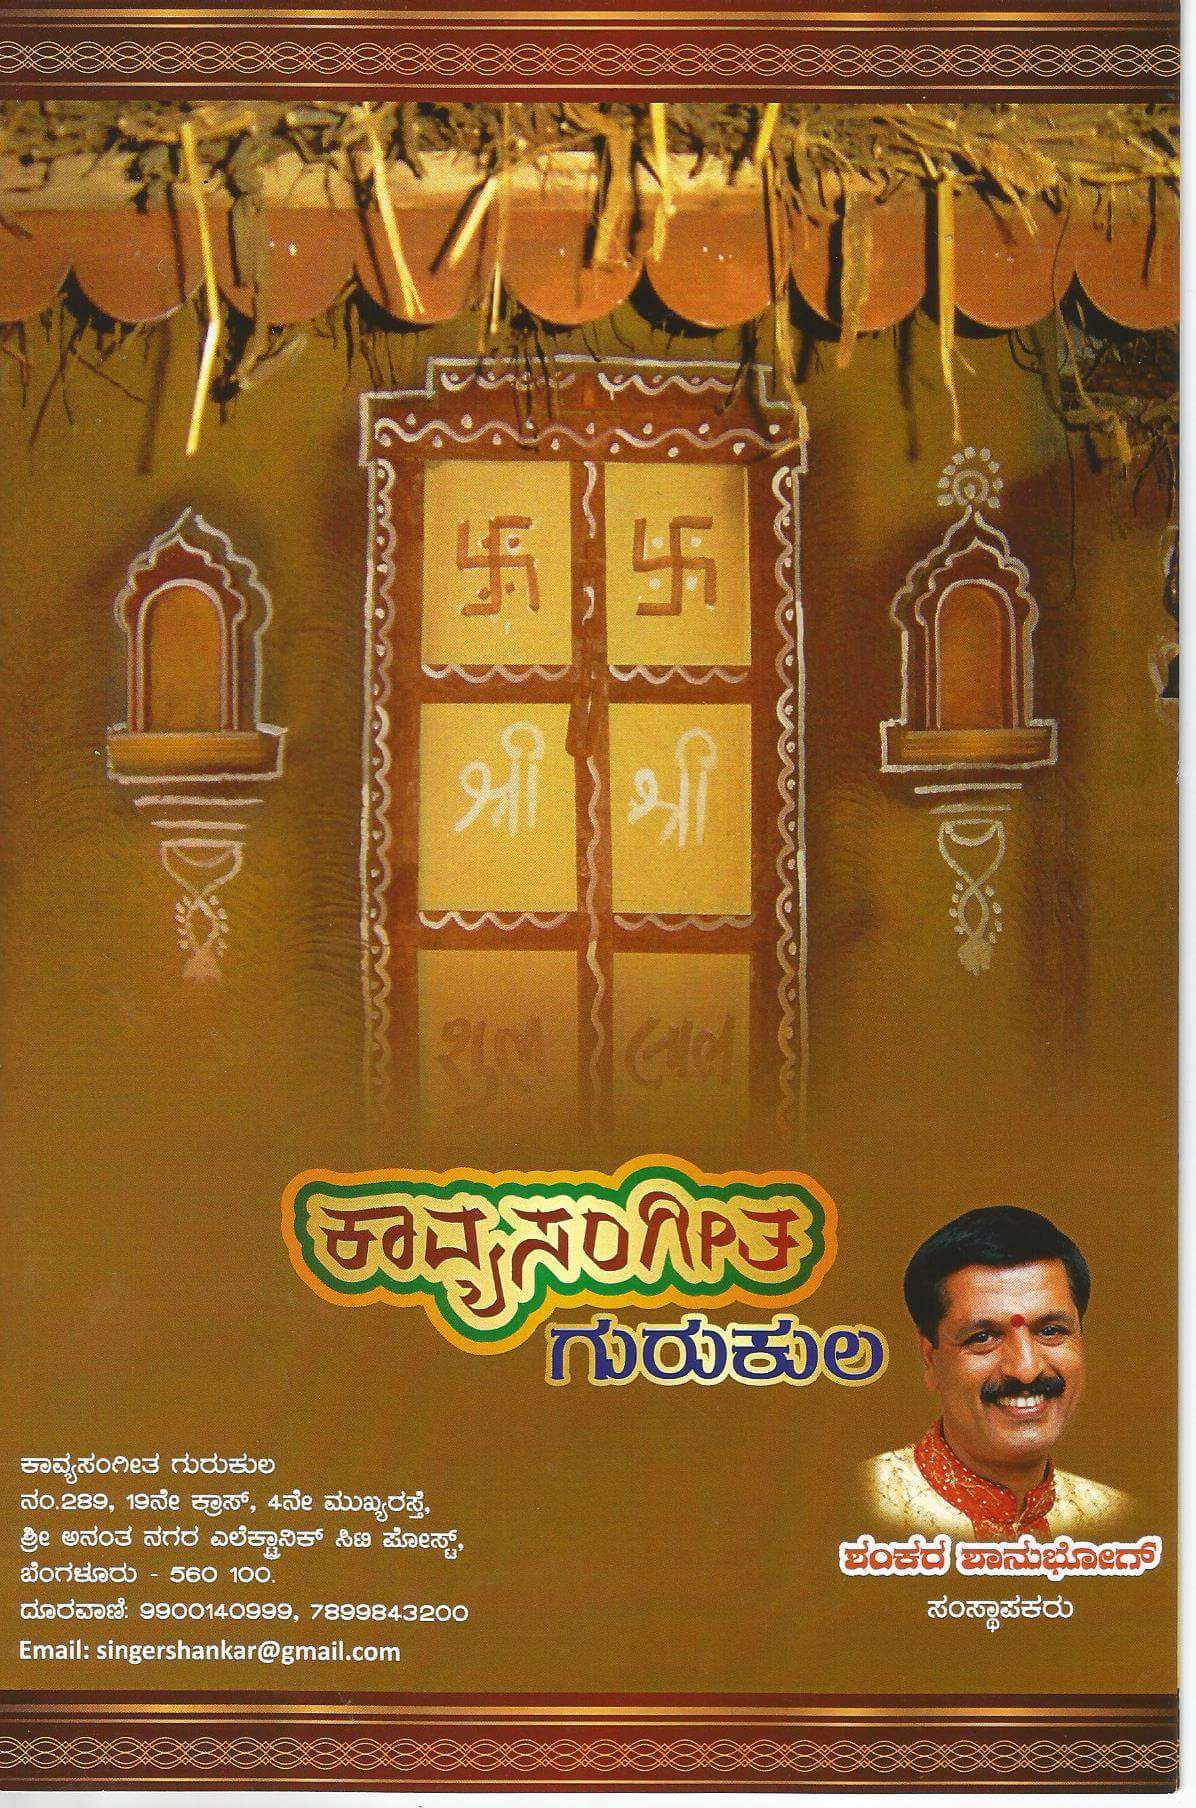 श्री श्री
शुभ लाभ
ಕಾವ್ಯಸಂಗೀತ
ಗುರುಕುಲ
ಕಾವ್ಯಸಂಗೀತ ಗುರುಕುಲ
ನಂ.289, 19ನೇ ಕ್ರಾಸ್, 4ನೇ ಮುಖ್ಯರಸ್ತೆ,
ಶ್ರೀ ಅನಂತ ನಗರ ಎಲೆಕ್ಟ್ರಾನಿಕ್ ಸಿಟಿ ಪೋಸ್ಟ್,
ಬೆಂಗಳೂರು - 560 100.
ದೂರವಾಣಿ: 9900140999, 7899843200
Email: singershankar@gmail.com
ಶಂಕರ ಶಾನುಭೋಗ್
ಸಂಸ್ಥಾಪಕರು